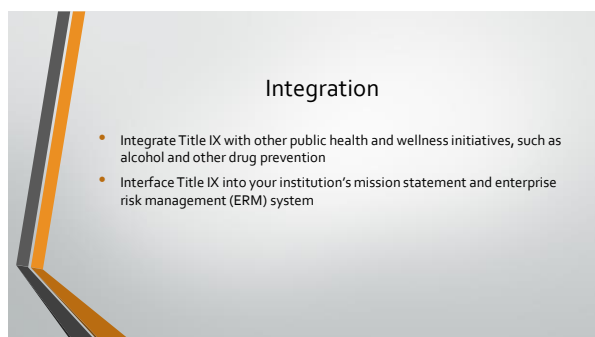 Integration
• Integrate Title IX with other public health and wellness initiatives, such as
alcohol and other drug prevention
• Interface Title IX into your institution's mission statement and enterprise
risk management (ERM) system